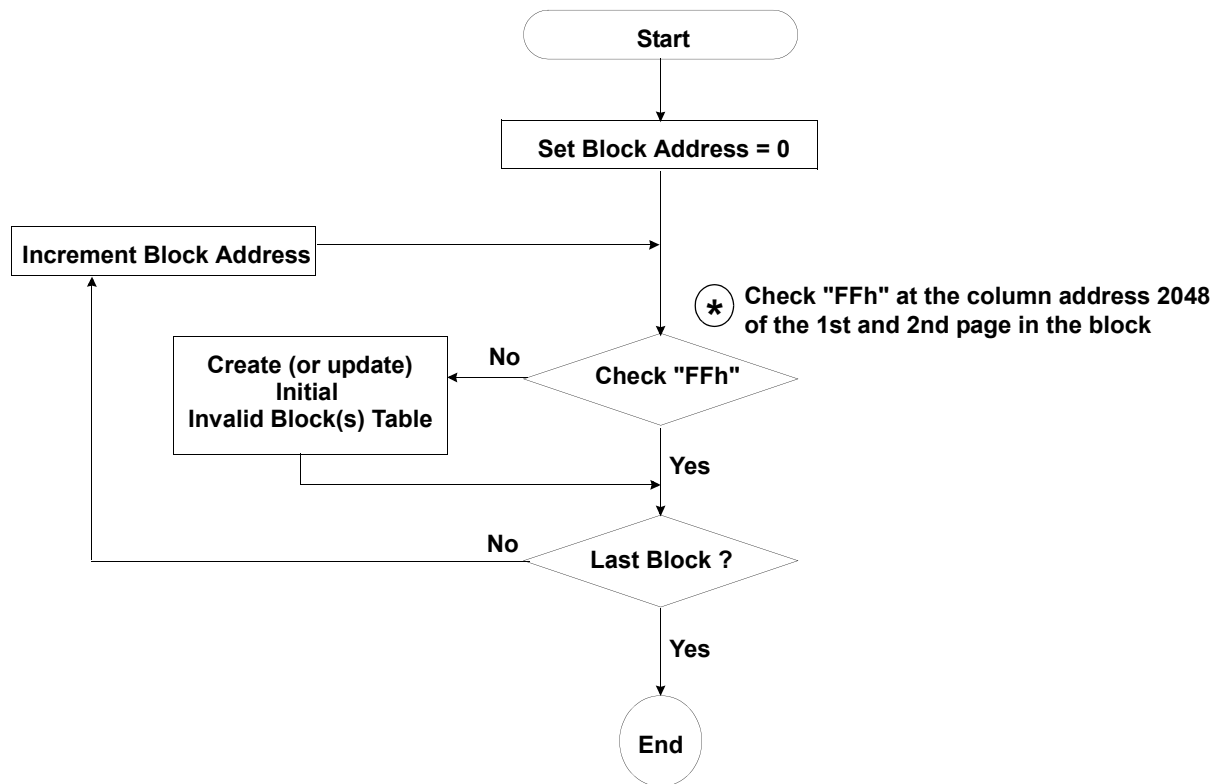 Start
Set Block Address = 0
Increment Block Address
* Check "FFh" at the column address 2048
of the 1st and 2nd page in the block
No
Check "FFh"
Create (or update)
Initial
Invalid Block(s) Table
Yes
No
Last Block ?
Yes
End